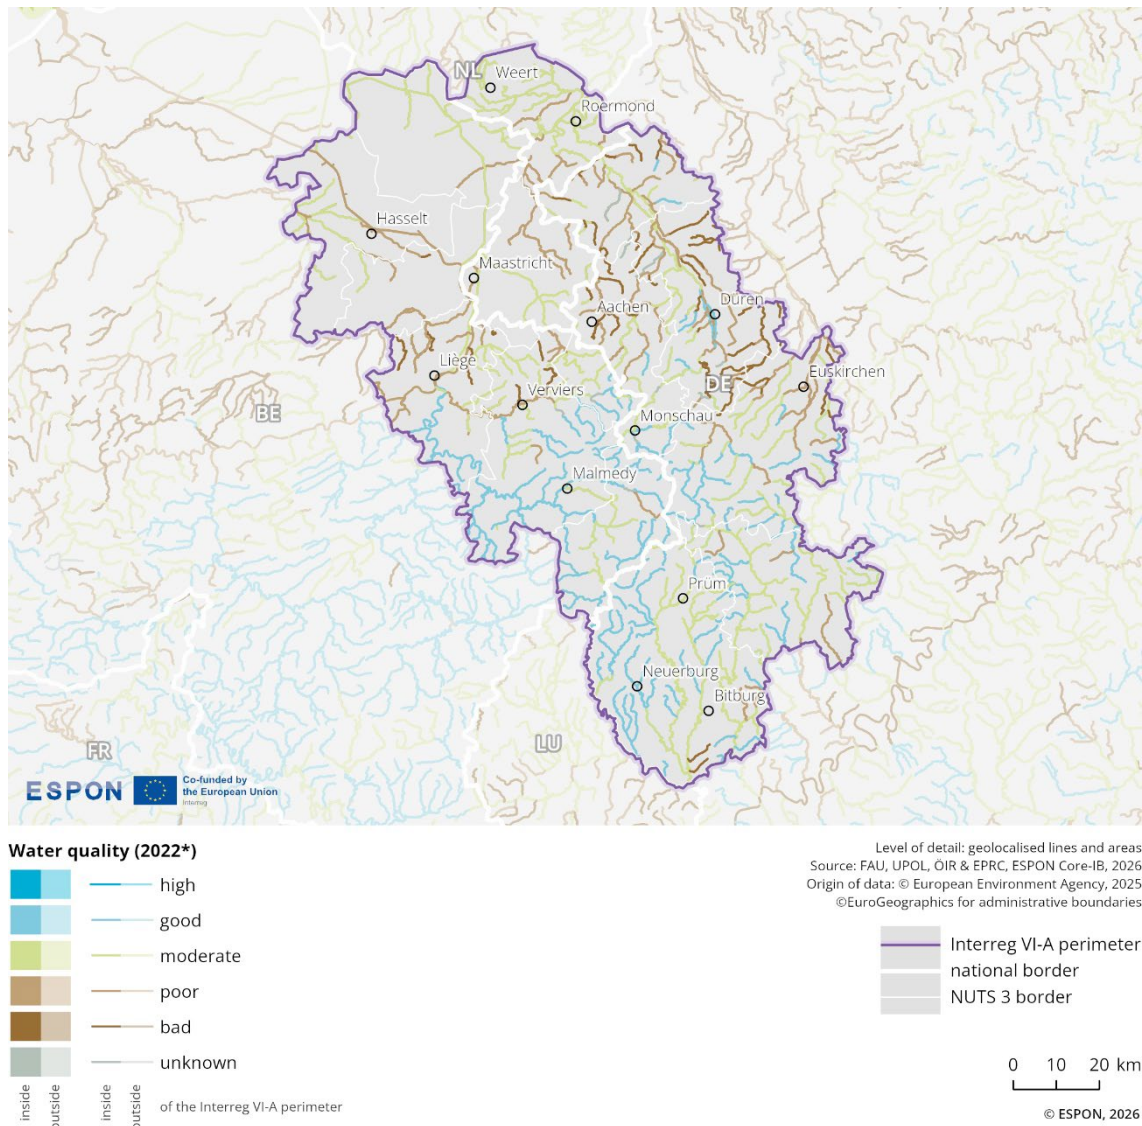 NL
Weert
Roermond
Hasselt
Maastricht
Aachen
Düren
Liège
DE
Euskirchen
Verviers
BE
Monschau
Malmedy
Prüm
Neuerburg
Bitburg
LU
FR
ESPON
Co-funded by
the European Union
Interreg
Water quality (2022*)
high
good
moderate
poor
bad
unknown
inside
outside
inside
outside
of the Interreg VI-A perimeter
Level of detail: geolocalised lines and areas
Source: FAU, UPOL, ÖIR & EPRC, ESPON Core-IB, 2026
Origin of data: © European Environment Agency, 2025
©EuroGeographics for administrative boundaries
Interreg VI-A perimeter
national border
NUTS 3 border
0 10 20 km
© ESPON, 2026